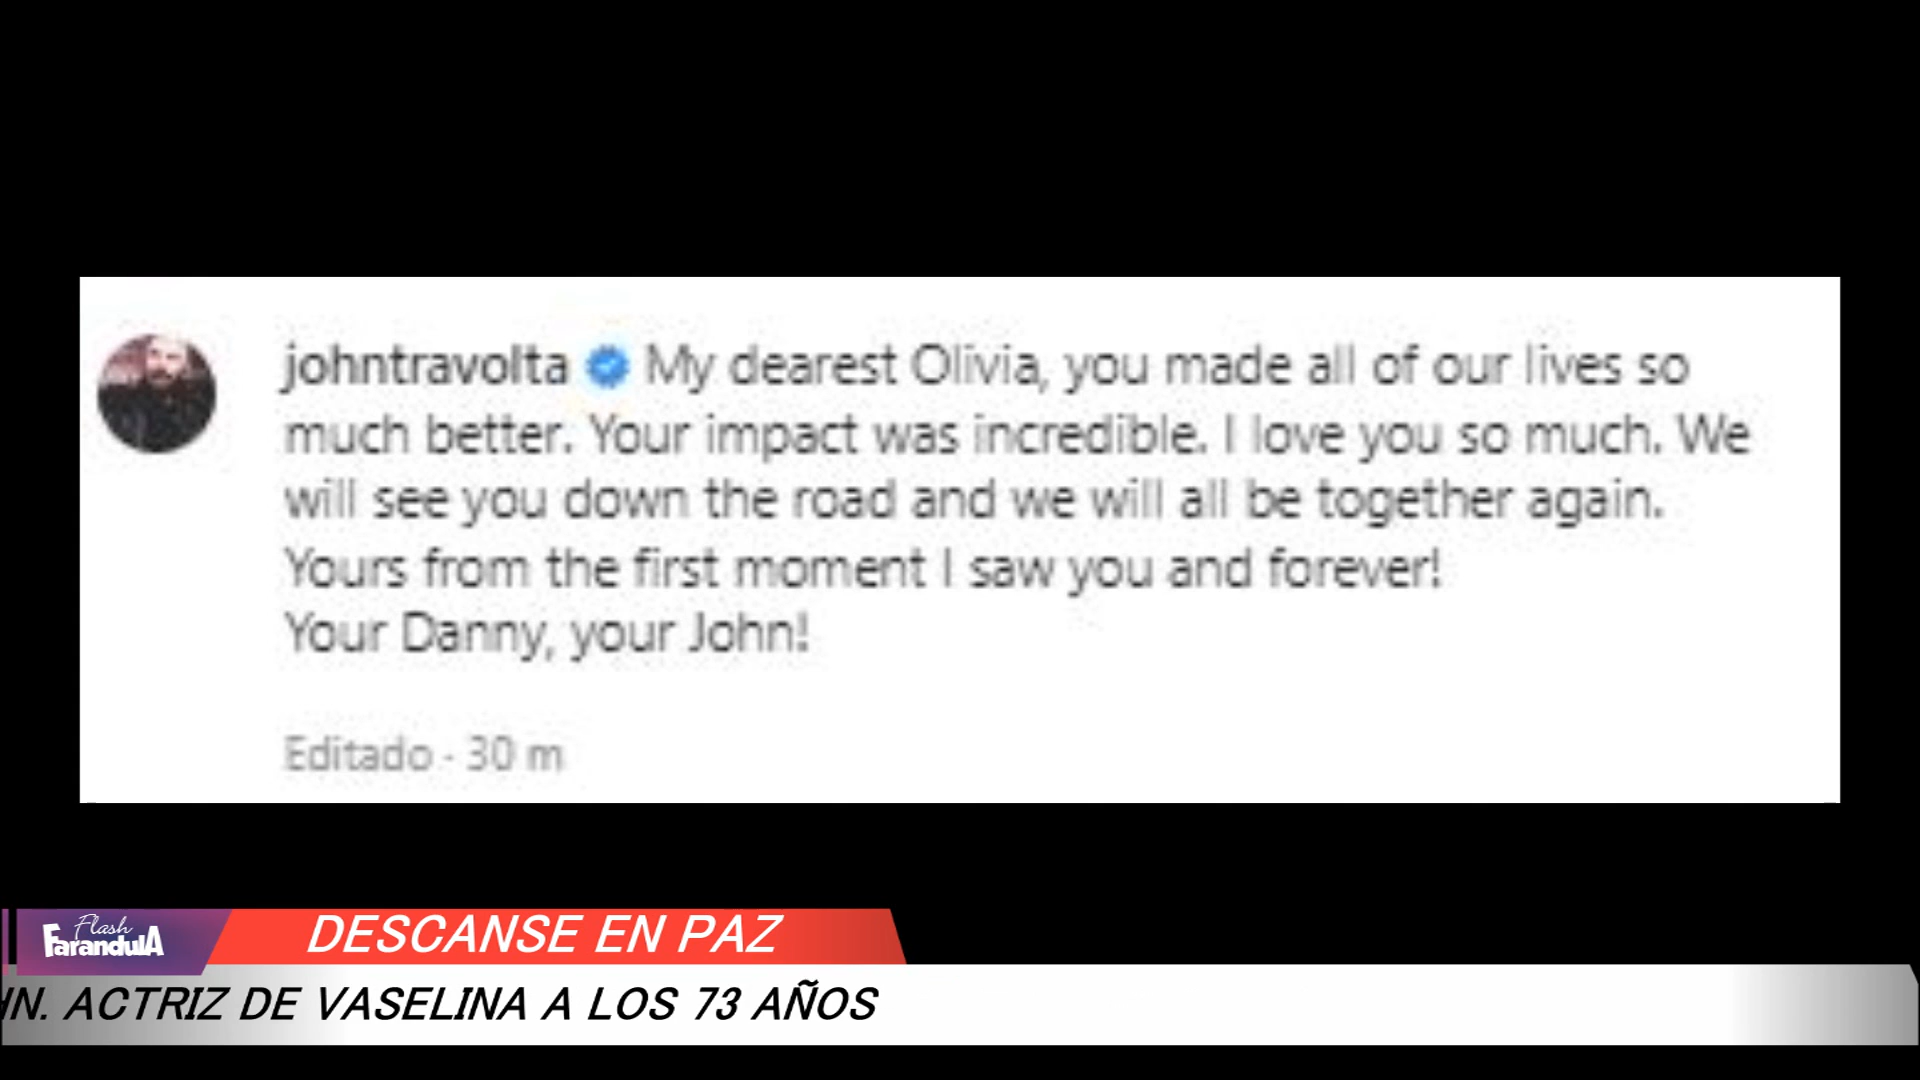 johntravolta My dearest Olivia, you made all of our lives so
much better. Your impact was incredible. I love you so much. We
will see you down the road and we will all be together again.
Yours from the first moment I saw you and forever!
Your Danny, your John!
Editado · 30 m
Flash
FarandulA
DESCANSE EN PAZ
ACTRIZ DE VASELINA A LOS 73 AÑOS